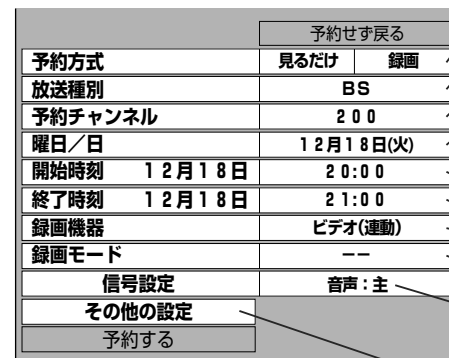 予約せず戻る
予約方式 見るだけ 録画
放送種別 BS
予約チャンネル 200
曜日／日 12月18日(火)
開始時刻 12月18日 20:00
終了時刻 12月18日 21:00
録画機器 ビデオ(連動)
録画モード −−
信号設定 音声：主
その他の設定
予約する